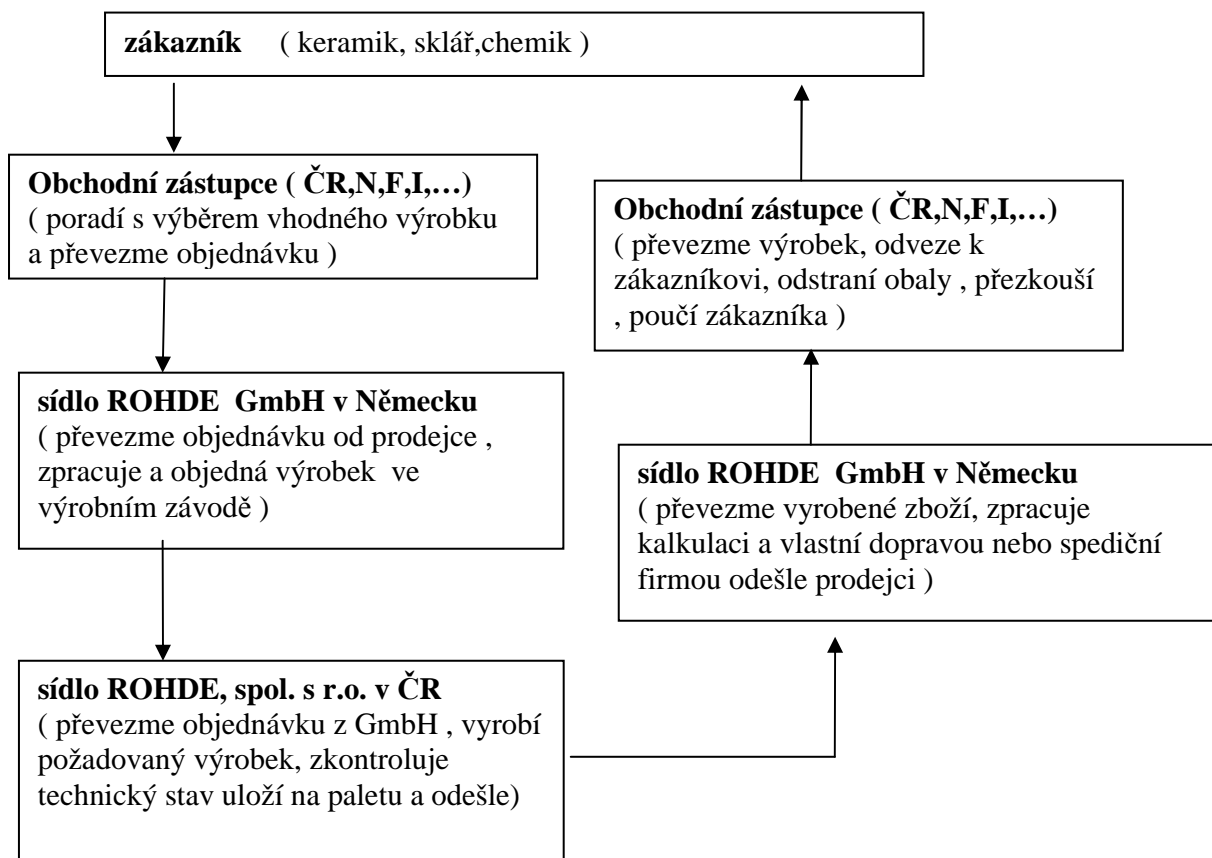 zákazník ( keramik, sklář,chemik )
Obchodní zástupce ( ČR,N,F,I,…)
( poradí s výběrem vhodného výrobku
a převezme objednávku )
sídlo ROHDE GmbH v Německu
( převezme objednávku od prodejce ,
zpracuje a objedná výrobek ve
výrobním závodě )
sídlo ROHDE, spol. s r.o. v ČR
( převezme objednávku z GmbH , vyrobí
požadovaný výrobek, zkontroluje
technický stav uloží na paletu a odešle)
sídlo ROHDE GmbH v Německu
( převezme vyrobené zboží, zpracuje
kalkulaci a vlastní dopravou nebo spediční
firmou odešle prodejci )
Obchodní zástupce ( ČR,N,F,I,…)
( převezme výrobek, odveze k
zákazníkovi, odstraní obaly , přezkouší
, poučí zákazníka )